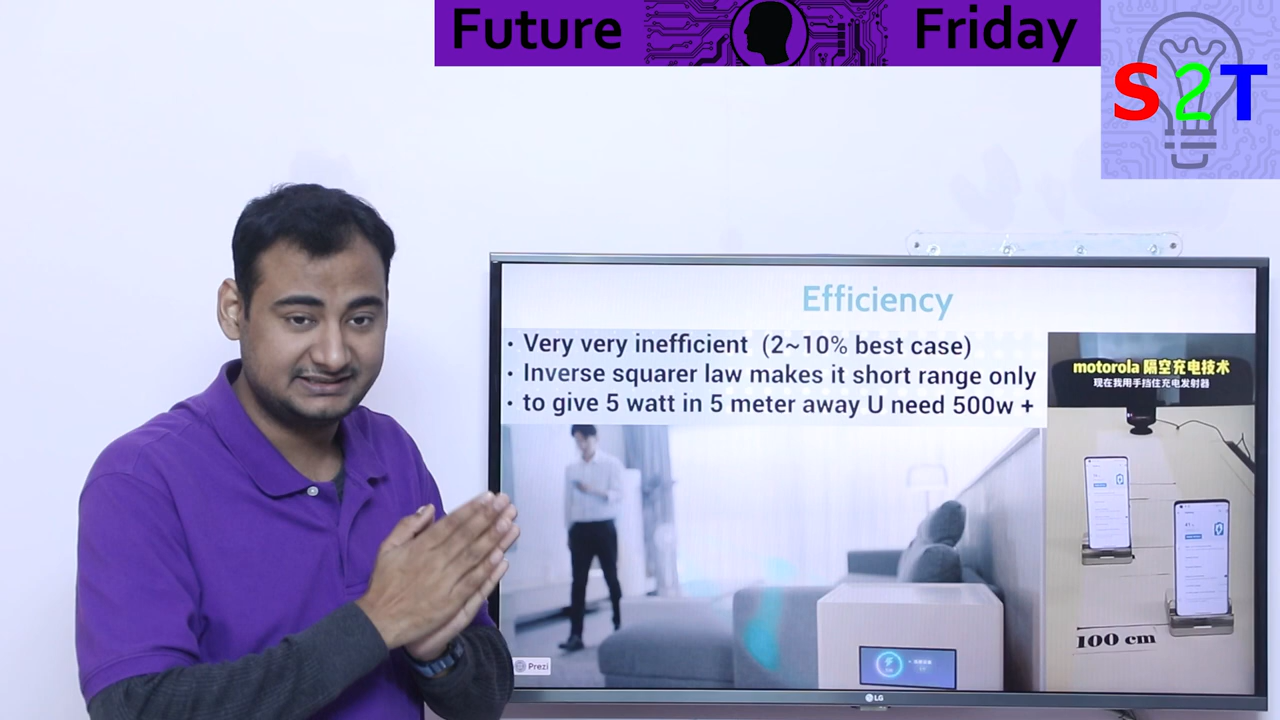 Future Friday
S2T
Efficiency
• Very very inefficient (2~10% best case)
• Inverse squarer law makes it short range only
• to give 5 watt in 5 meter away U need 500w +
motorola 隔空充电技术
现在我用手挡住充电发射器
100 cm
Prezi
LG